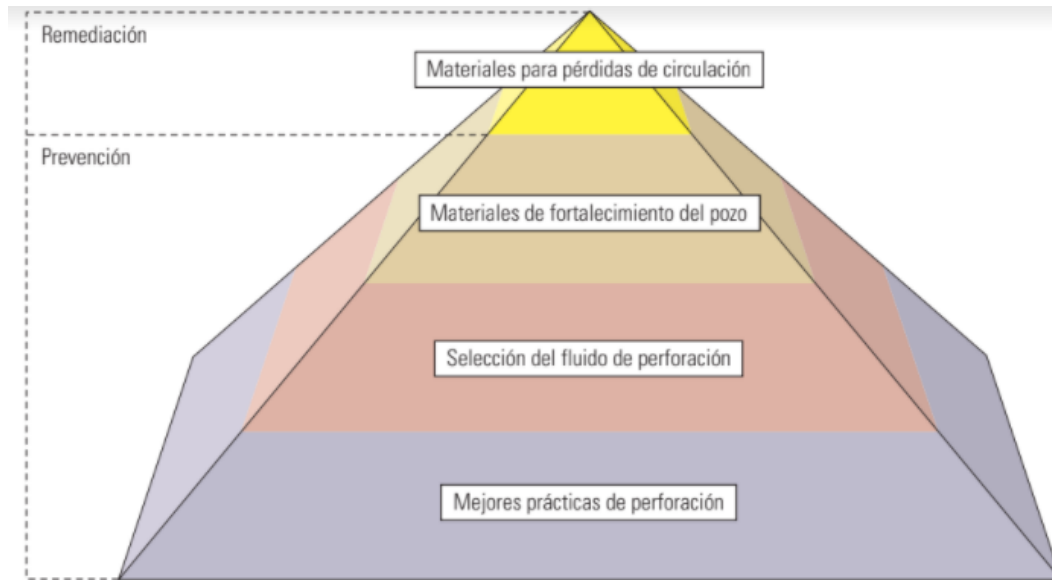 Remediación
Materiales para pérdidas de circulación
Prevención
Materiales de fortalecimiento del pozo
Selección del fluido de perforación
Mejores prácticas de perforación